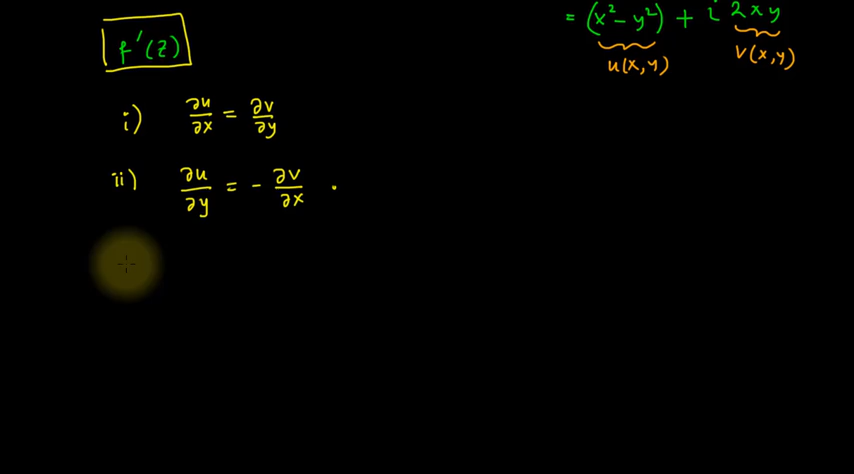 = (x² - y²) + i 2xy
u(x,y) v(x,y)
f'(z)
i) ∂u/∂x = ∂v/∂y
ii) ∂u/∂y = - ∂v/∂x .